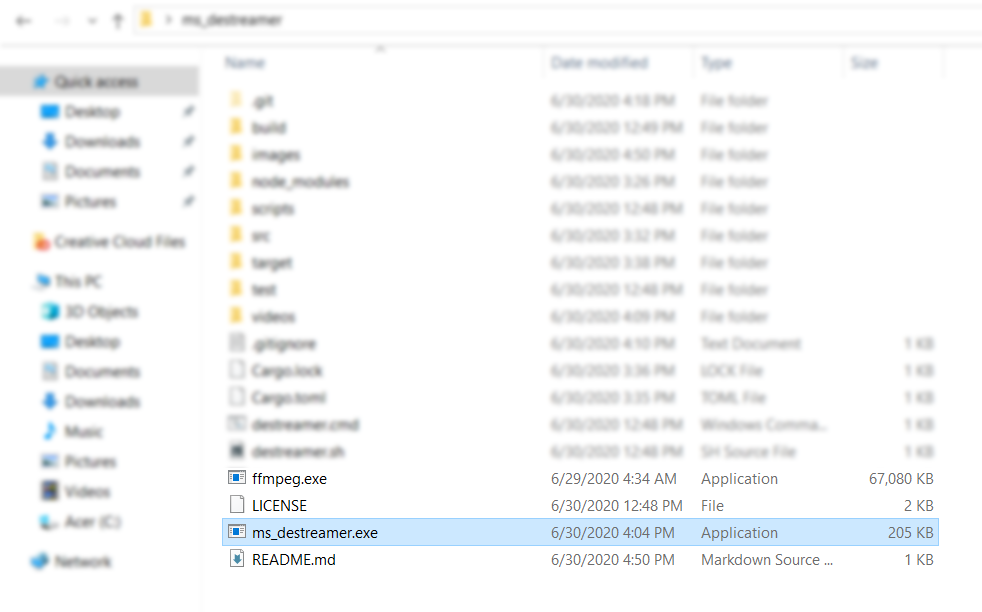 ms_destreamer
Name Date modified Type Size
Quick access
Desktop
Downloads
Documents
Pictures
Creative Cloud Files
This PC
3D Objects
Desktop
Documents
Downloads
Music
Pictures
Videos
Acer (C:)
Network
.git 6/30/2020 4:18 PM File folder
build 6/30/2020 12:49 PM File folder
images 6/30/2020 4:50 PM File folder
node_modules 6/30/2020 3:26 PM File folder
scripts 6/30/2020 12:48 PM File folder
src 6/30/2020 3:32 PM File folder
target 6/30/2020 3:38 PM File folder
test 6/30/2020 12:48 PM File folder
videos 6/30/2020 4:09 PM File folder
.gitignore 6/30/2020 4:10 PM Text Document 1 KB
Cargo.lock 6/30/2020 3:36 PM LOCK File 1 KB
Cargo.toml 6/30/2020 3:35 PM TOML File 1 KB
destreamer.cmd 6/30/2020 12:48 PM Windows Comma... 1 KB
destreamer.sh 6/30/2020 12:48 PM SH Source File 1 KB
ffmpeg.exe 6/29/2020 4:34 AM Application 67,080 KB
LICENSE 6/30/2020 12:48 PM File 2 KB
ms_destreamer.exe 6/30/2020 4:04 PM Application 205 KB
README.md 6/30/2020 4:50 PM Markdown Source ... 1 KB